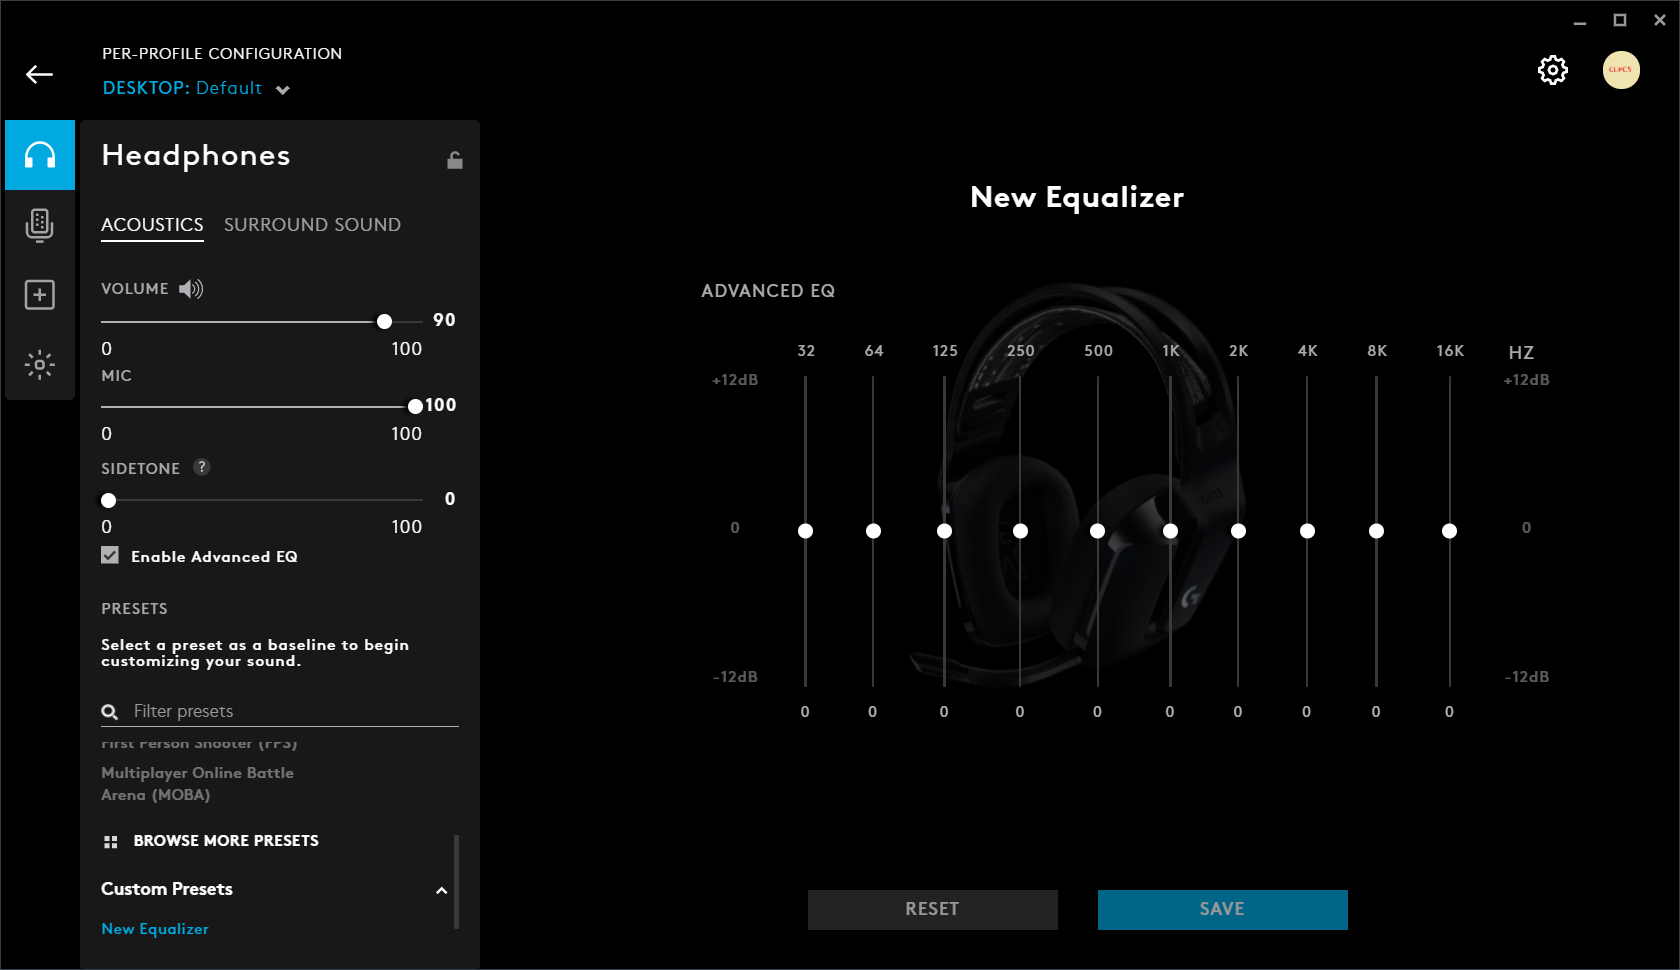 PER-PROFILE CONFIGURATION
DESKTOP: Default
CLPCS
Headphones
ACOUSTICS SURROUND SOUND
VOLUME
90
0 100
MIC
100
0 100
SIDETONE ?
0
0 100
Enable Advanced EQ
PRESETS
Select a preset as a baseline to begin
customizing your sound.
Filter presets
First Person Shooter (FPS)
Multiplayer Online Battle
Arena (MOBA)
BROWSE MORE PRESETS
Custom Presets
New Equalizer
New Equalizer
ADVANCED EQ
32 64 125 250 500 1K 2K 4K 8K 16K HZ
+12dB +12dB
0 0
-12dB -12dB
0 0 0 0 0 0 0 0 0 0
RESET SAVE